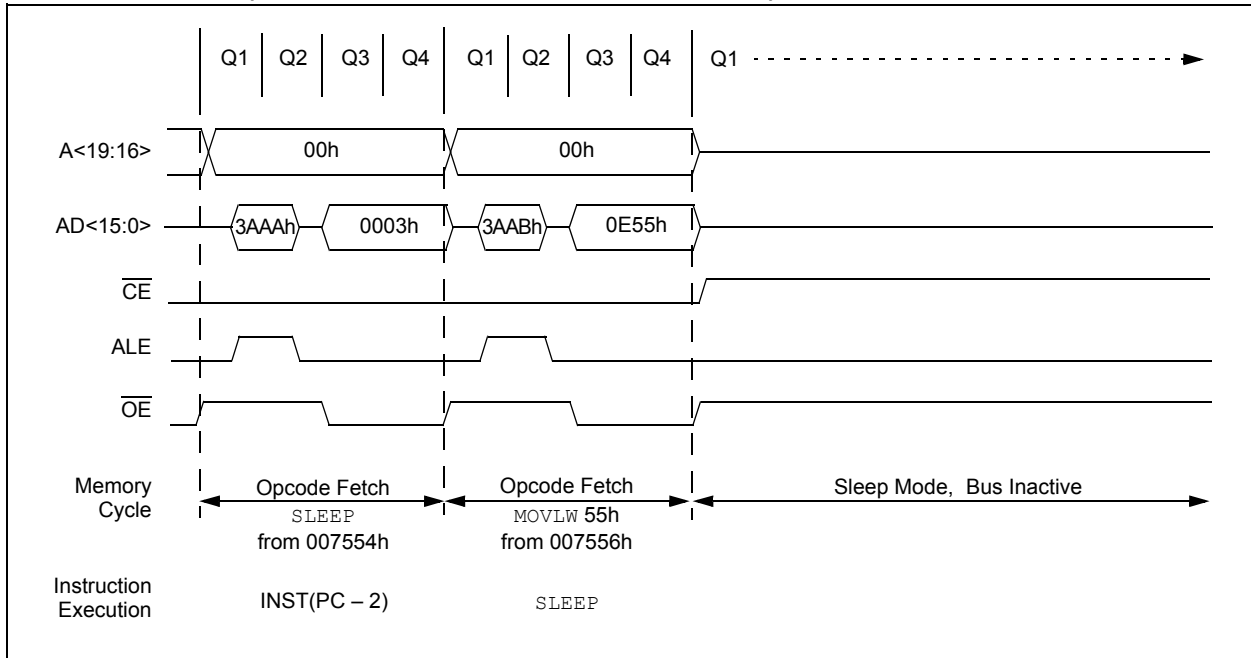 Q1 Q2 Q3 Q4 Q1 Q2 Q3 Q4 Q1
A<19:16> 00h 00h
AD<15:0> 3AAAh 0003h 3AABh 0E55h
CE
ALE
OE
Memory Cycle
Opcode Fetch
SLEEP
from 007554h
Opcode Fetch
MOVLW 55h
from 007556h
Sleep Mode, Bus Inactive
Instruction Execution
INST(PC – 2) SLEEP